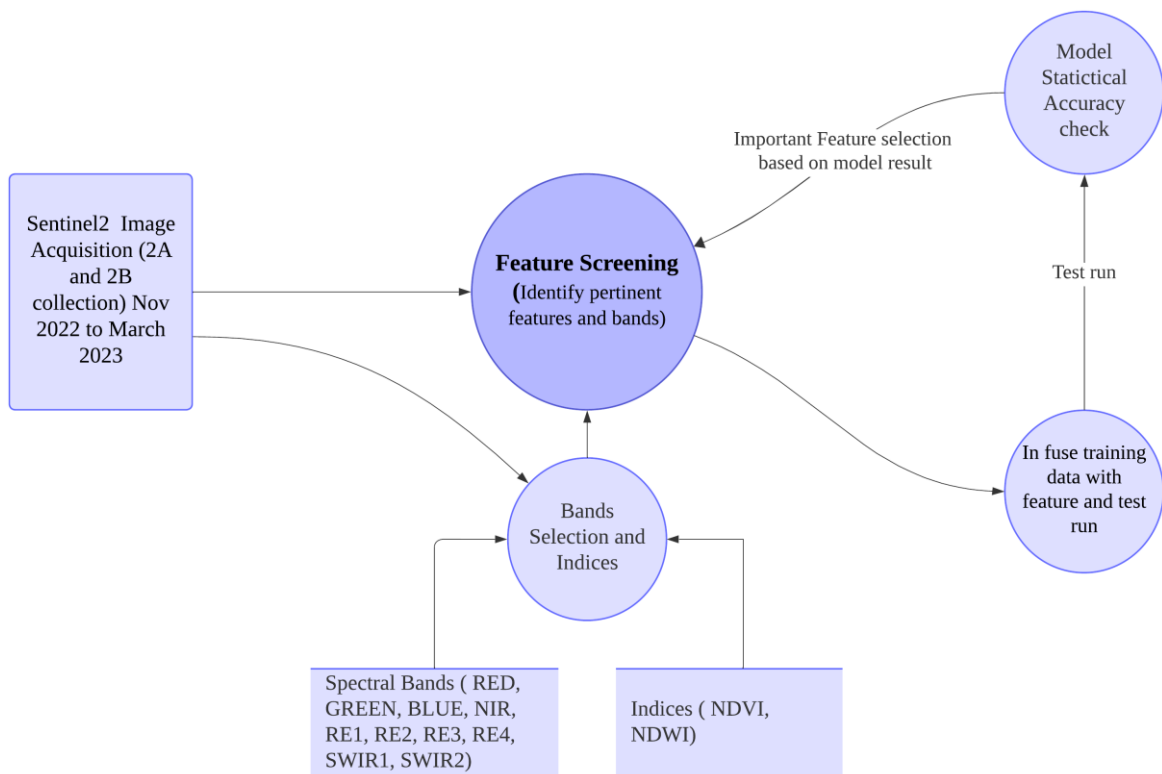 Model
Statictical
Accuracy
check
Important Feature selection
based on model result
Sentinel2 Image
Acquisition (2A
and 2B
collection) Nov
2022 to March
2023
Feature Screening
(Identify pertinent
features and bands)
Test run
In fuse training
data with
feature and test
run
Bands
Selection and
Indices
Spectral Bands ( RED,
GREEN, BLUE, NIR,
RE1, RE2, RE3, RE4,
SWIR1, SWIR2)
Indices ( NDVI,
NDWI)